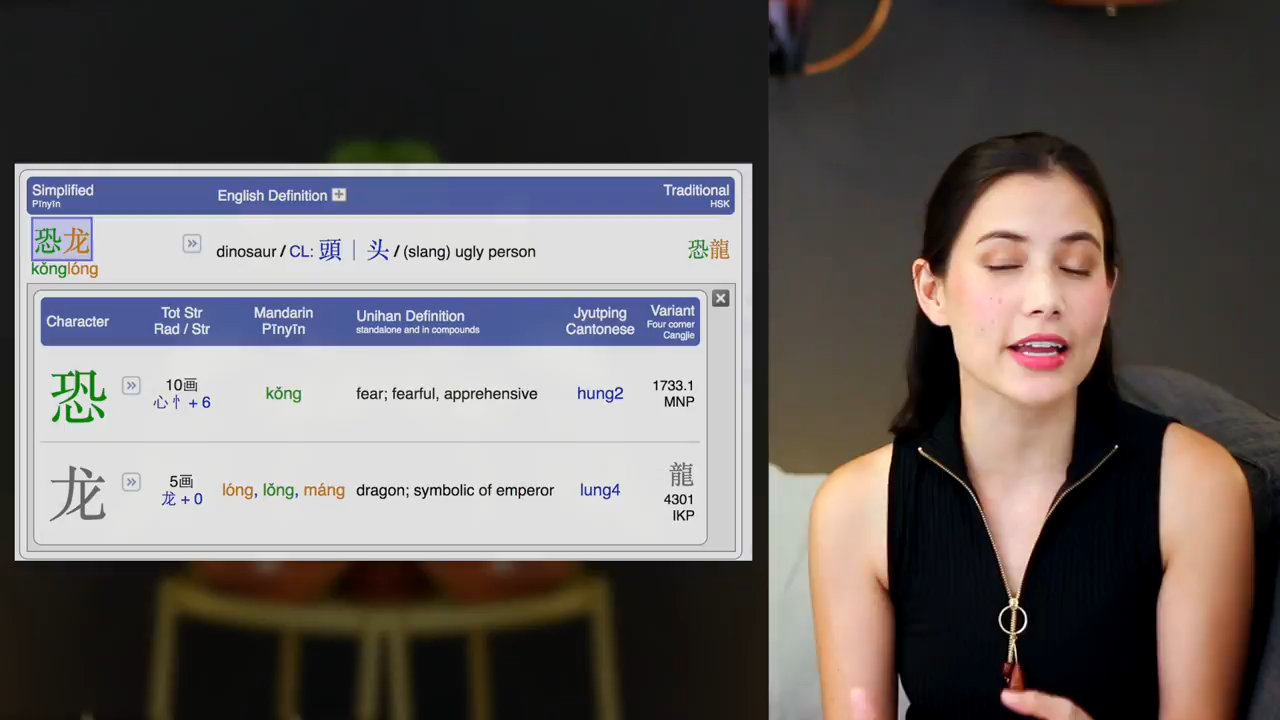 Simplified English Definition Traditional
Pīnyīn HSK
恐龙 » dinosaur / CL: 頭 | 头 / (slang) ugly person 恐龍
kǒnglóng
Character Tot Str Mandarin Unihan Definition Jyutping Variant
Rad / Str Pīnyīn standalone and in compounds Cantonese Four corner
Cangjie
恐 » 10画 kǒng fear; fearful, apprehensive hung2 1733.1
心忄 + 6 MNP
龙 » 5画 lóng, lǒng, máng dragon; symbolic of emperor lung4 龍
龙 + 0 4301
IKP